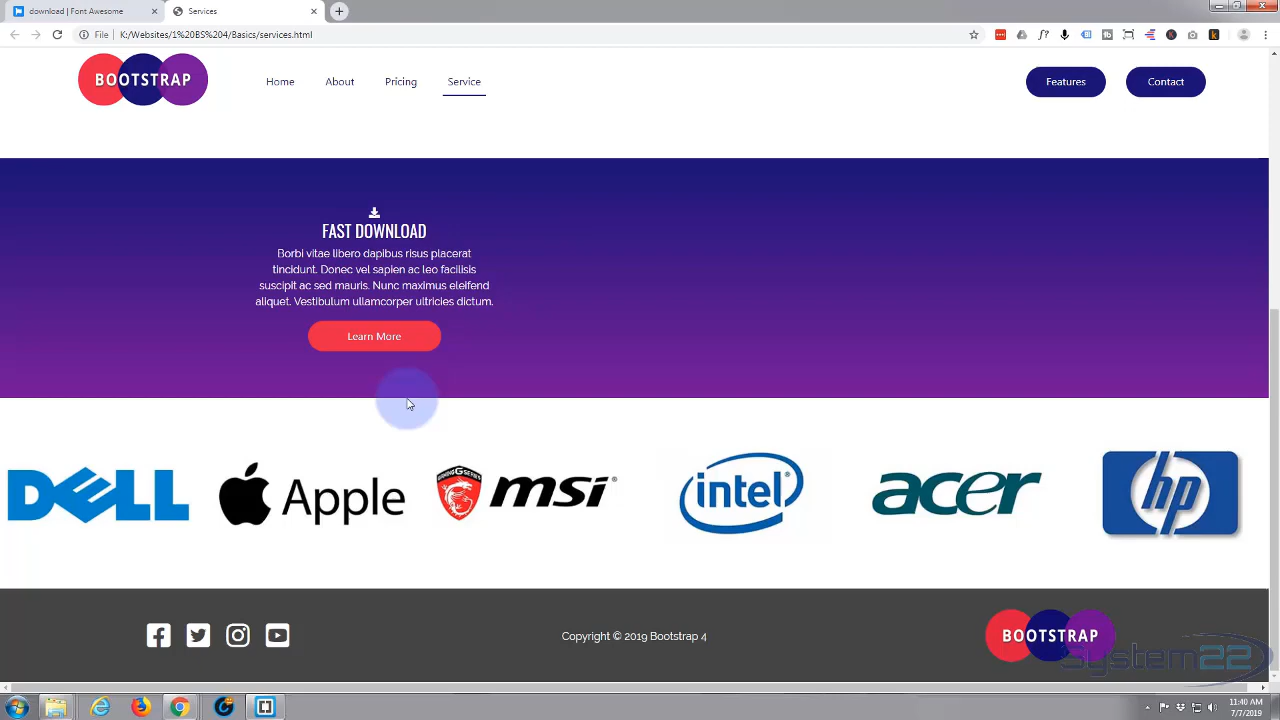 download | Font Awesome
Services
File
K:/Websites/1%20BS%204/Basics/services.html
BOOTSTRAP
Home
About
Pricing
Service
Features
Contact
FAST DOWNLOAD
Borbi vitae libero dapibus risus placerat
tincidunt. Donec vel sapien ac leo facilisis
suscipit ac sed mauris. Nunc maximus eleifend
aliquet. Vestibulum ullamcorper ultricies dictum.
Learn More
DELL
Apple
GAMING G SERIES
msi
intel®
acer
hp
Copyright © 2019 Bootstrap 4
BOOTSTRAP
System22
11:40 AM
7/7/2019